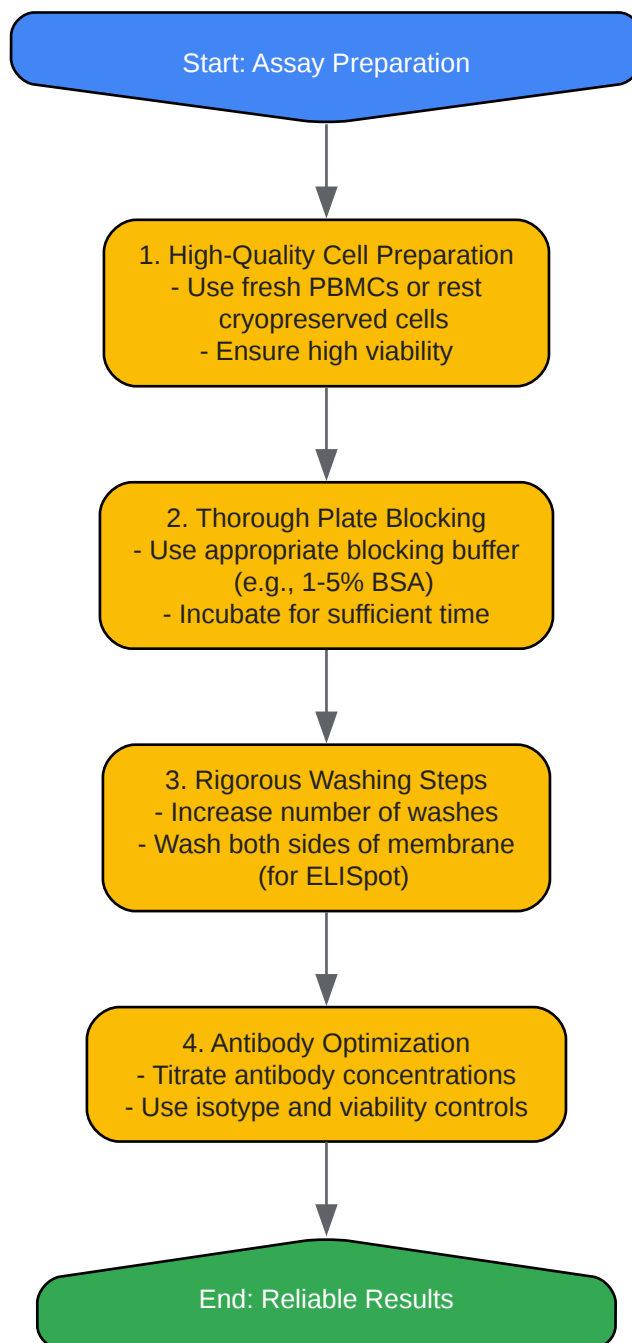 Start: Assay Preparation
1. High-Quality Cell Preparation
- Use fresh PBMCs or rest
cryopreserved cells
- Ensure high viability
2. Thorough Plate Blocking
- Use appropriate blocking buffer
(e.g., 1-5% BSA)
- Incubate for sufficient time
3. Rigorous Washing Steps
- Increase number of washes
- Wash both sides of membrane
(for ELISpot)
4. Antibody Optimization
- Titrate antibody concentrations
- Use isotype and viability controls
End: Reliable Results